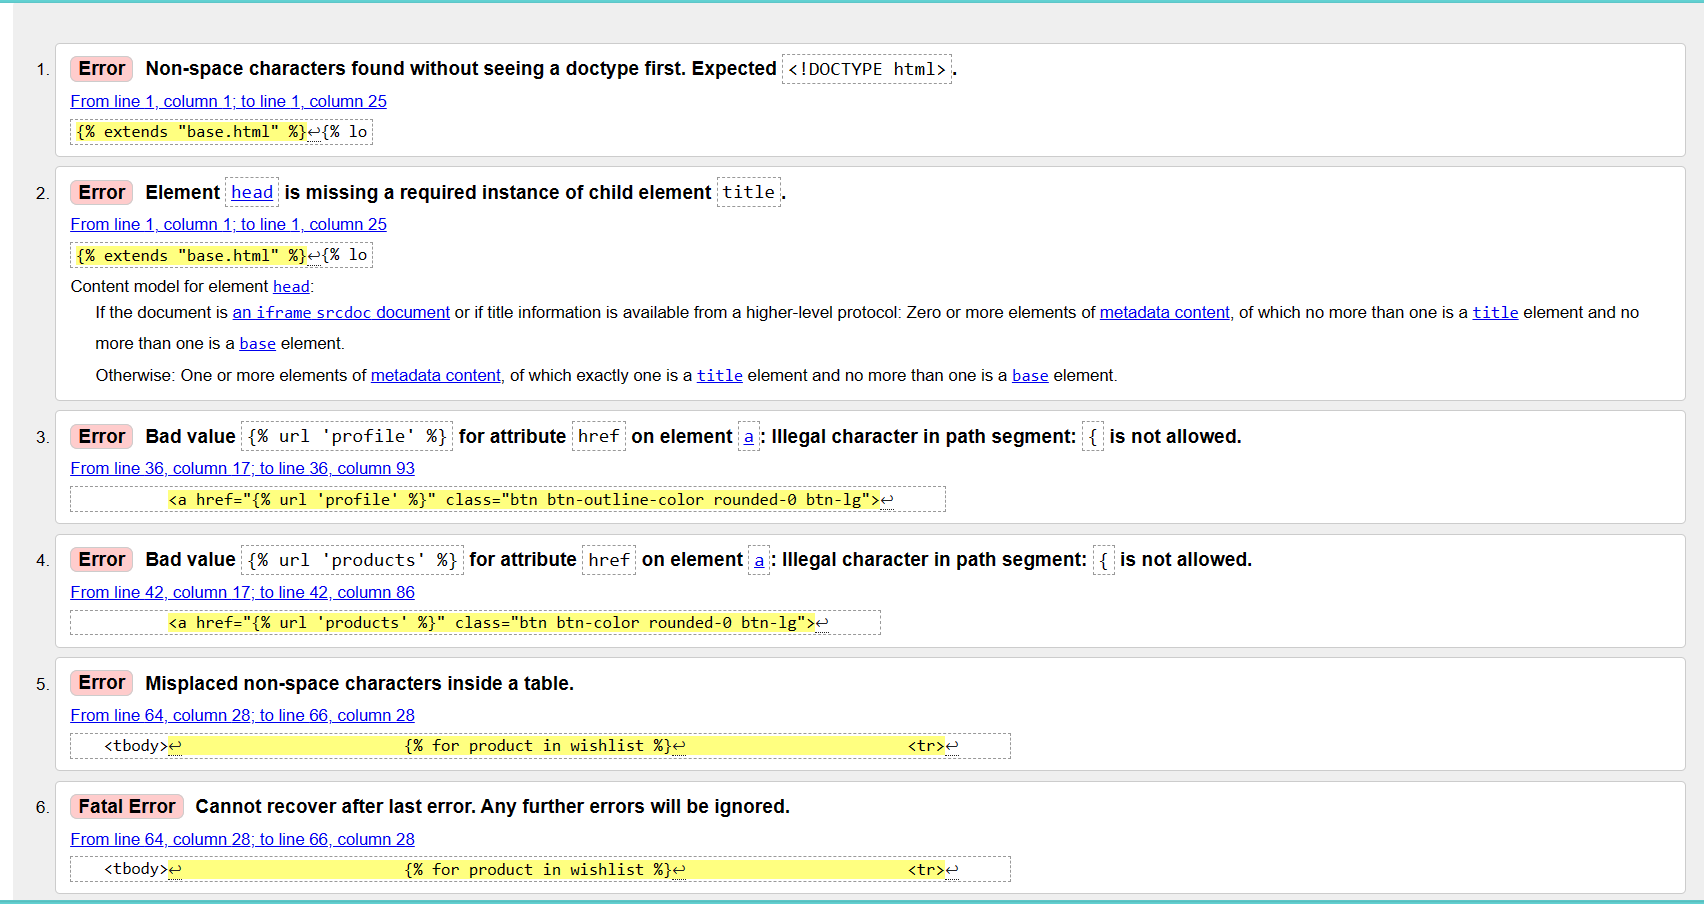 1. Error Non-space characters found without seeing a doctype first. Expected <!DOCTYPE html>.
From line 1, column 1; to line 1, column 25
{% extends "base.html" %}↩{% lo
2. Error Element head is missing a required instance of child element title.
From line 1, column 1; to line 1, column 25
{% extends "base.html" %}↩{% lo
Content model for element head:
If the document is an iframe srcdoc document or if title information is available from a higher-level protocol: Zero or more elements of metadata content, of which no more than one is a title element and no
more than one is a base element.
Otherwise: One or more elements of metadata content, of which exactly one is a title element and no more than one is a base element.
3. Error Bad value {% url 'profile' %} for attribute href on element a: Illegal character in path segment: { is not allowed.
From line 36, column 17; to line 36, column 93
<a href="{% url 'profile' %}" class="btn btn-outline-color rounded-0 btn-lg">↩
4. Error Bad value {% url 'products' %} for attribute href on element a: Illegal character in path segment: { is not allowed.
From line 42, column 17; to line 42, column 86
<a href="{% url 'products' %}" class="btn btn-color rounded-0 btn-lg">↩
5. Error Misplaced non-space characters inside a table.
From line 64, column 28; to line 66, column 28
<tbody>↩ {% for product in wishlist %}↩ <tr>↩
6. Fatal Error Cannot recover after last error. Any further errors will be ignored.
From line 64, column 28; to line 66, column 28
<tbody>↩ {% for product in wishlist %}↩ <tr>↩